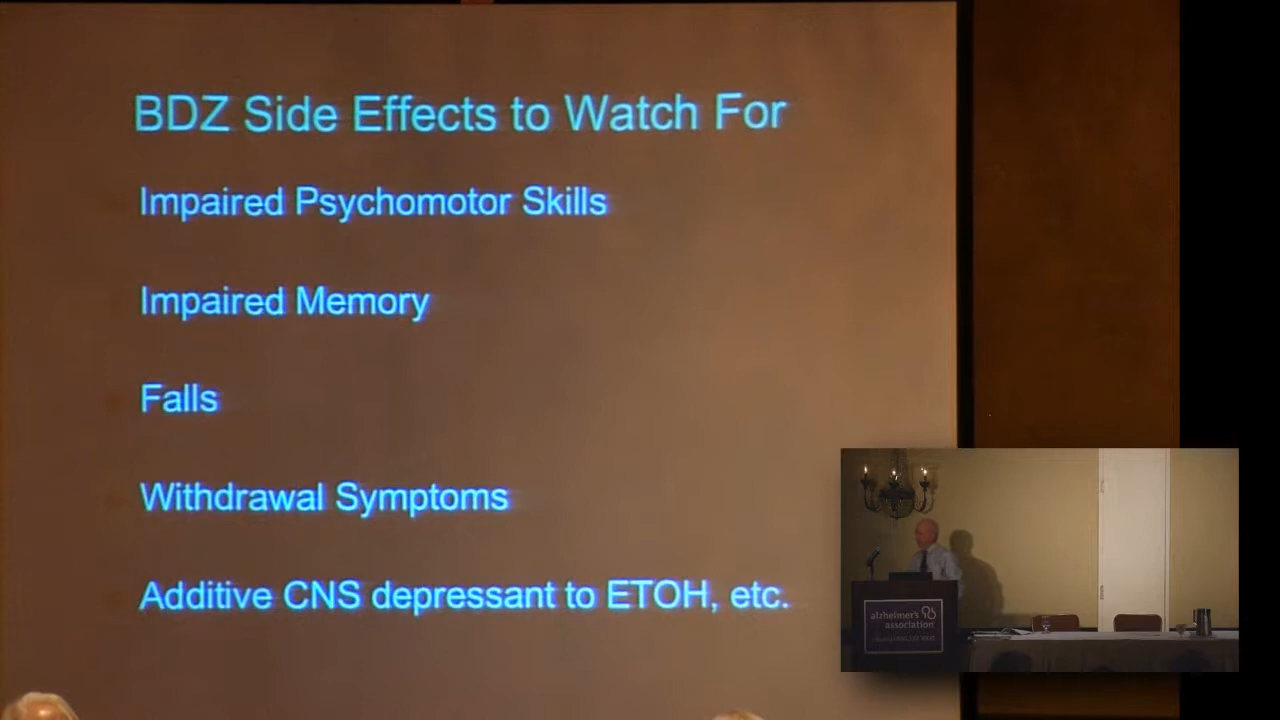 BDZ Side Effects to Watch For
Impaired Psychomotor Skills
Impaired Memory
Falls
Withdrawal Symptoms
Additive CNS depressant to ETOH, etc.
alzheimer's
association